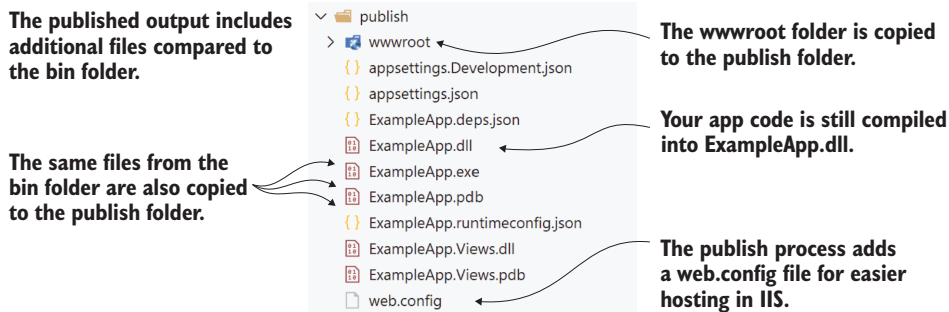 The published output includes
additional files compared to
the bin folder.
The same files from the
bin folder are also copied
to the publish folder.
publish
wwwroot
appsettings.Development.json
appsettings.json
ExampleApp.deps.json
ExampleApp.dll
ExampleApp.exe
ExampleApp.pdb
ExampleApp.runtimeconfig.json
ExampleApp.Views.dll
ExampleApp.Views.pdb
web.config
The wwwroot folder is copied
to the publish folder.
Your app code is still compiled
into ExampleApp.dll.
The publish process adds
a web.config file for easier
hosting in IIS.